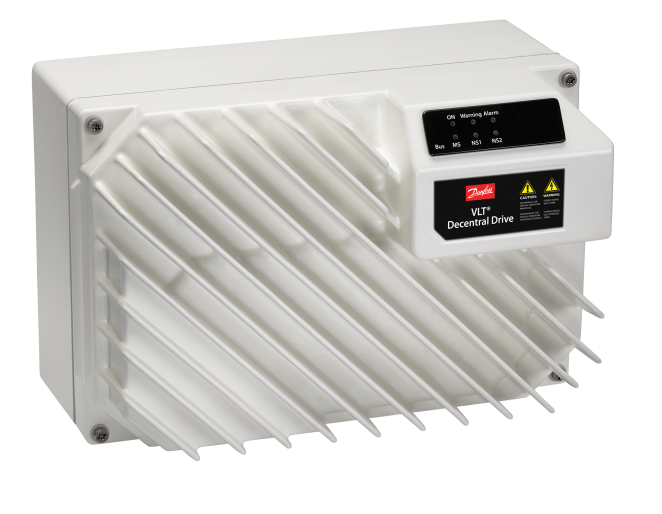 ON Warning Alarm
Bus MS NS1 NS2
Danfoss
CAUTION:
WARNING:
VLT®
Decentral Drive